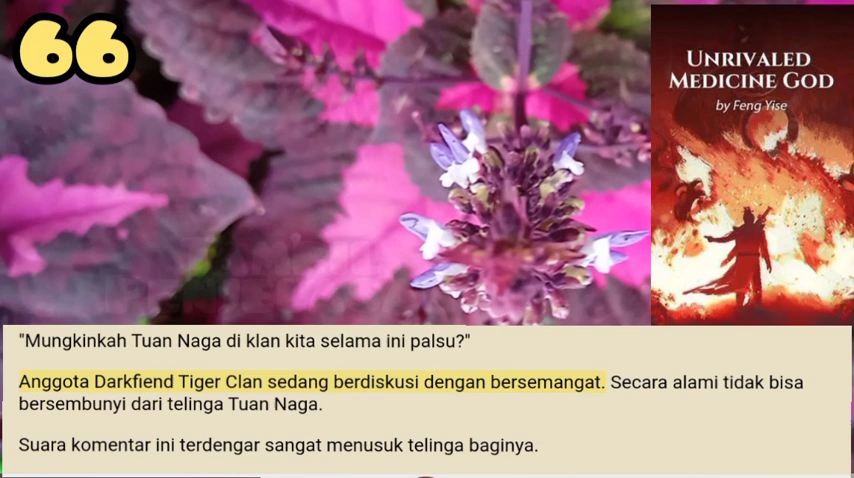 66
UNRIVALED
MEDICINE GOD
by Feng Yise
"Mungkinkah Tuan Naga di klan kita selama ini palsu?"
Anggota Darkfiend Tiger Clan sedang berdiskusi dengan bersemangat. Secara alami tidak bisa
bersembunyi dari telinga Tuan Naga.
Suara komentar ini terdengar sangat menusuk telinga baginya.